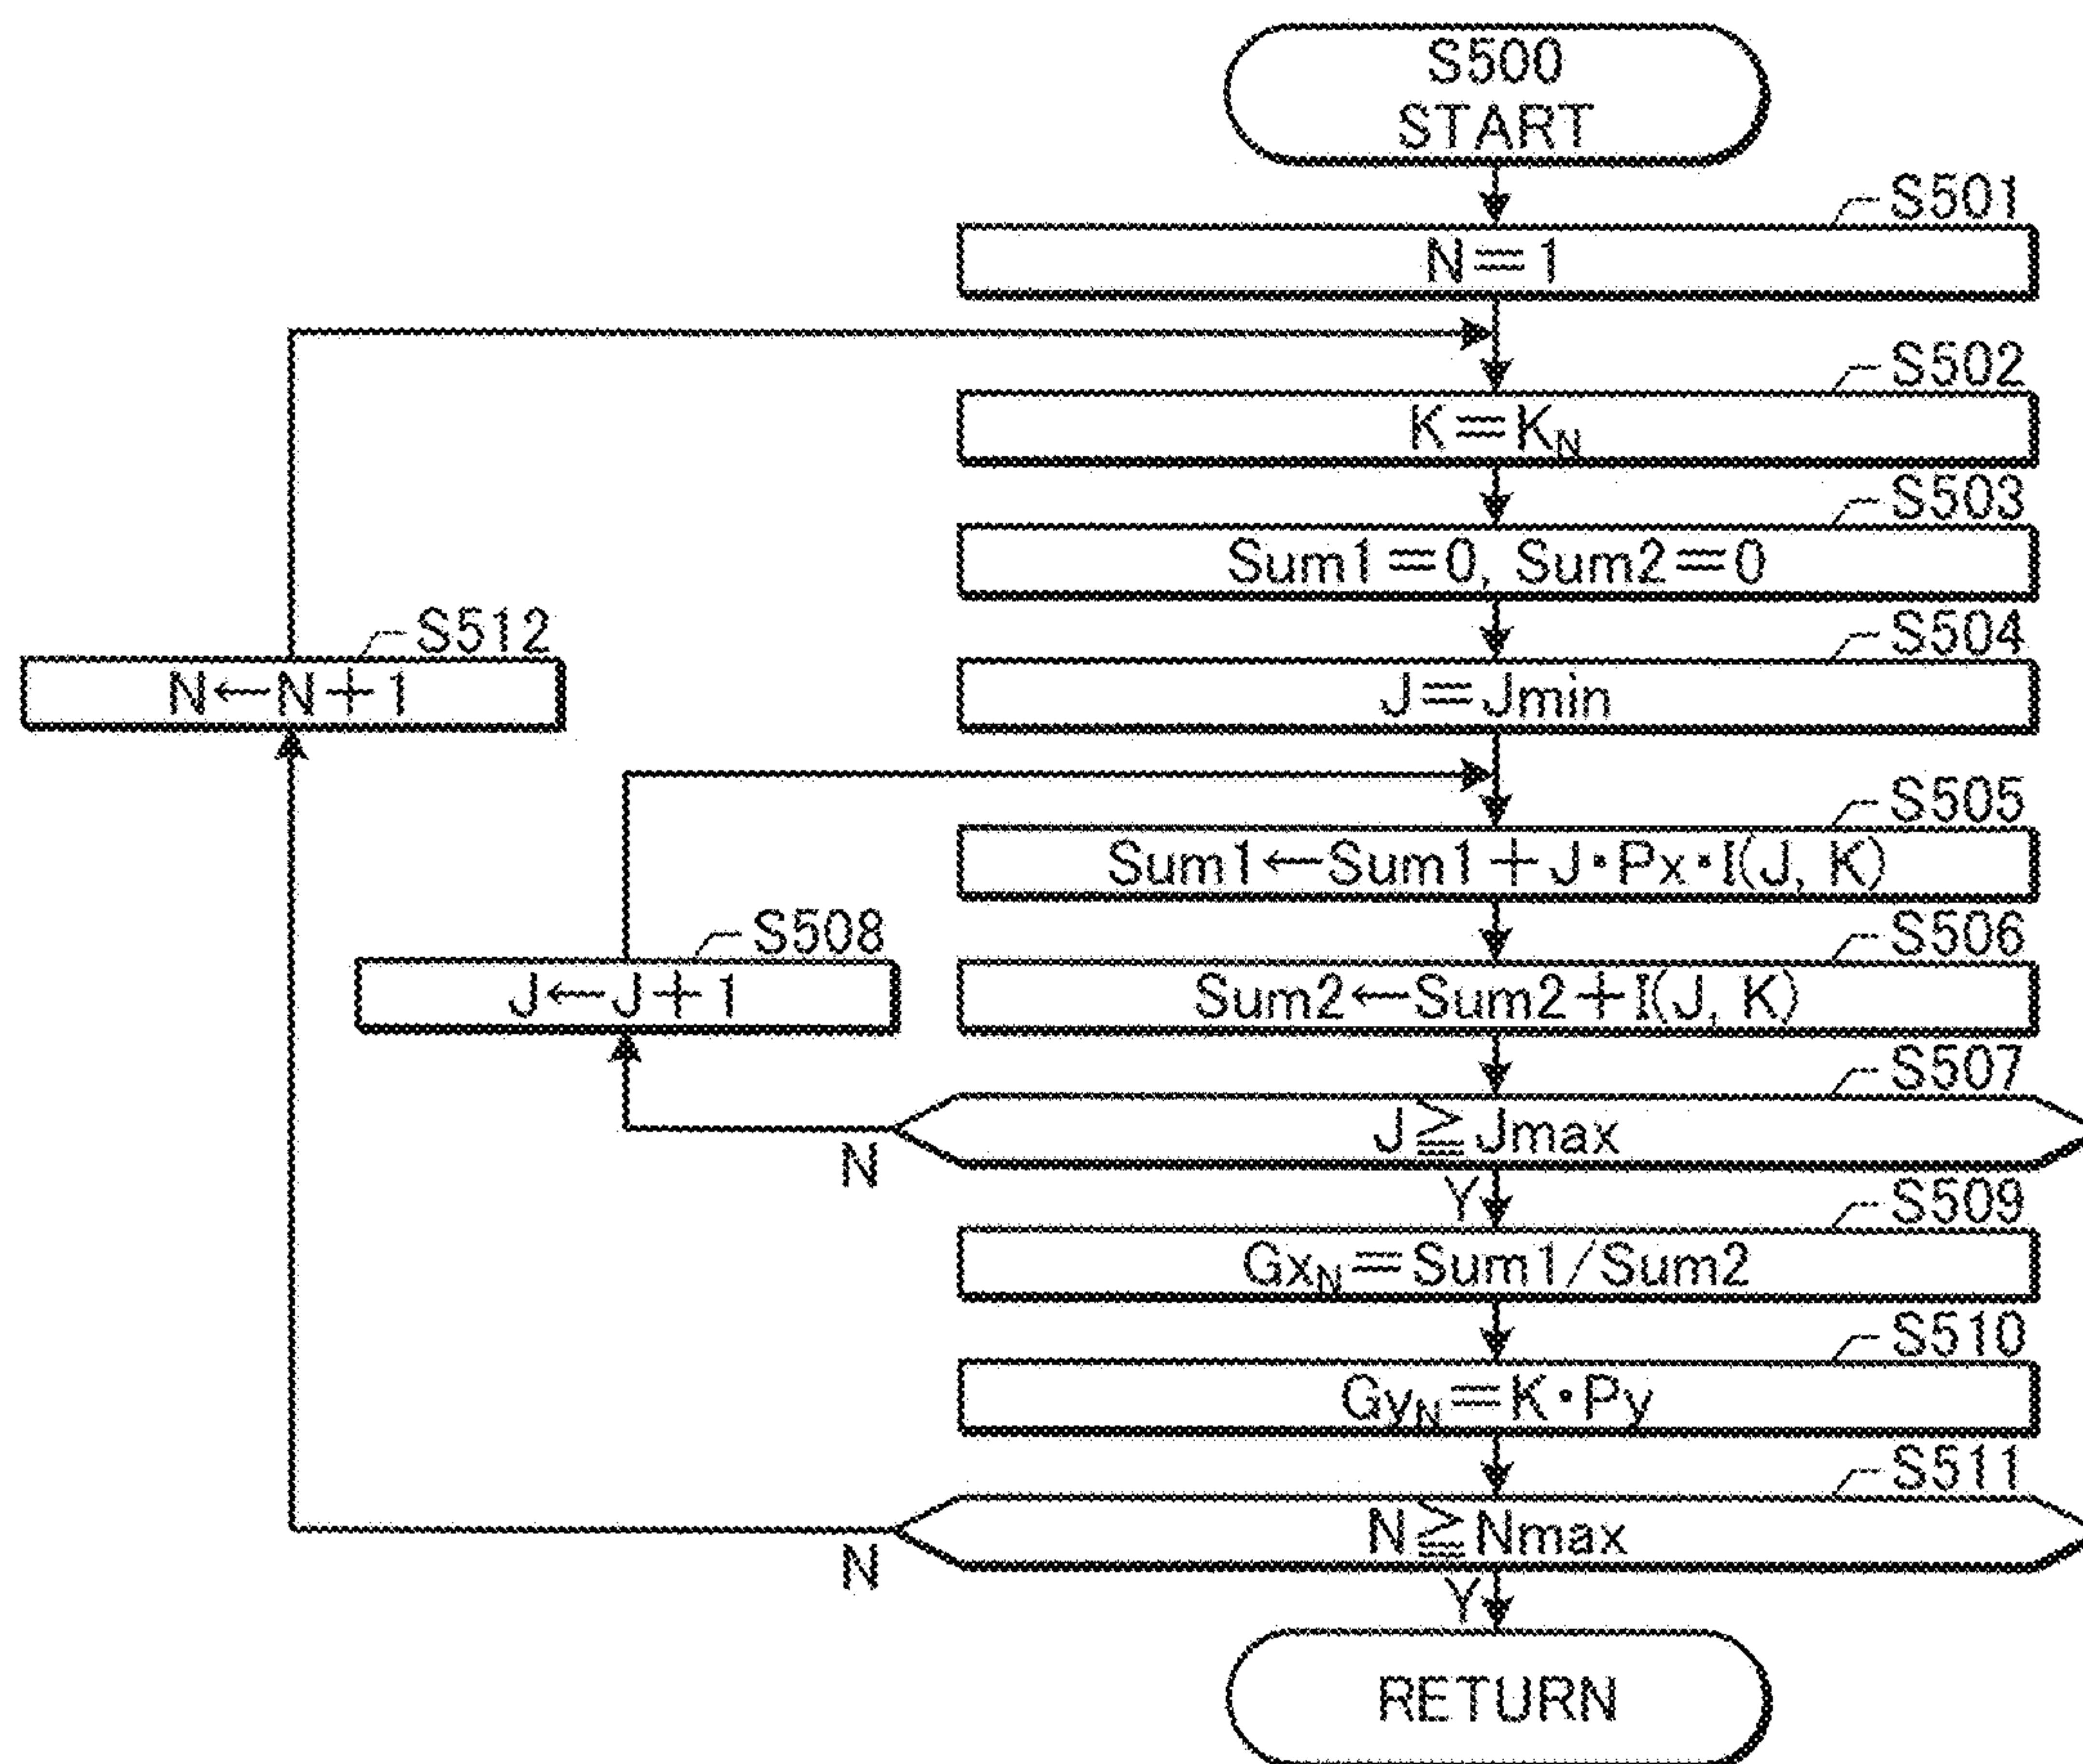 S500
START
S501
N=1
S502
K=K_N
S503
Sum1=0, Sum2=0
S512
N←N+1
S504
J=Jmin
S505
Sum1←Sum1+J・Px・I(J, K)
S508
J←J+1
S506
Sum2←Sum2+I(J, K)
S507
J≧Jmax
N
Y
S509
Gx_N=Sum1/Sum2
S510
Gy_N=K・Py
S511
N≧Nmax
N
Y
RETURN